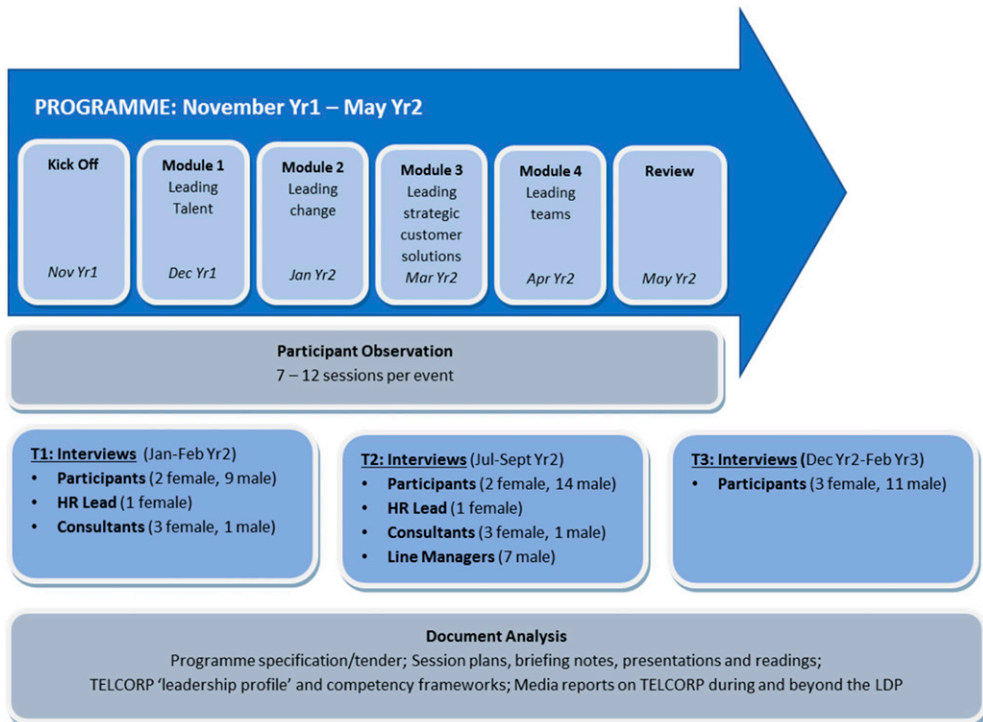 PROGRAMME: November Yr1 – May Yr2
Kick Off
Nov Yr1
Module 1
Leading
Talent
Dec Yr1
Module 2
Leading
change
Jan Yr2
Module 3
Leading
strategic
customer
solutions
Mar Yr2
Module 4
Leading
teams
Apr Yr2
Review
May Yr2
Participant Observation
7 – 12 sessions per event
T1: Interviews (Jan-Feb Yr2)
• Participants (2 female, 9 male)
• HR Lead (1 female)
• Consultants (3 female, 1 male)
T2: Interviews (Jul-Sept Yr2)
• Participants (2 female, 14 male)
• HR Lead (1 female)
• Consultants (3 female, 1 male)
• Line Managers (7 male)
T3: Interviews (Dec Yr2-Feb Yr3)
• Participants (3 female, 11 male)
Document Analysis
Programme specification/tender; Session plans, briefing notes, presentations and readings;
TELCORP ‘leadership profile’ and competency frameworks; Media reports on TELCORP during and beyond the LDP